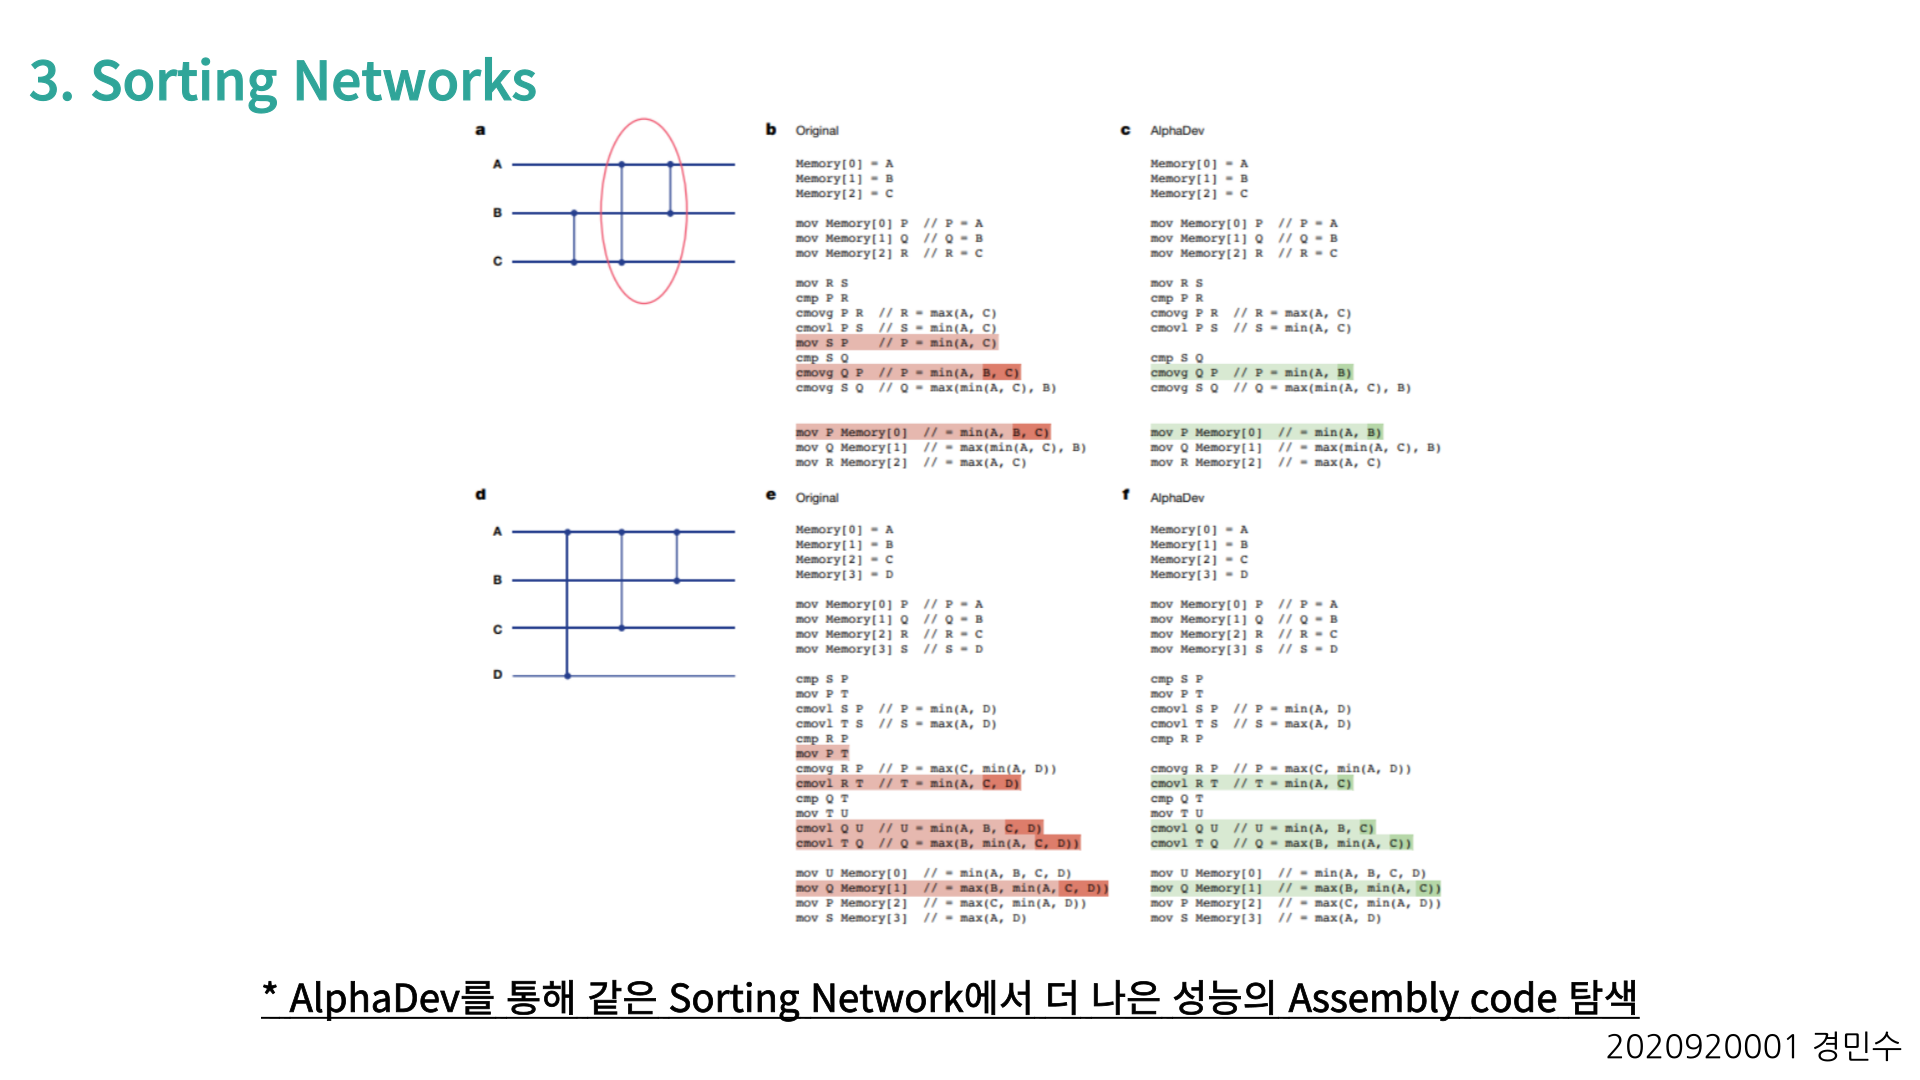 3. Sorting Networks
a
A
B
C
b Original
Memory[0] = A
Memory[1] = B
Memory[2] = C
mov Memory[0] P // P = A
mov Memory[1] Q // Q = B
mov Memory[2] R // R = C
mov R S
cmp P R
cmovg P R // R = max(A, C)
cmovl P S // S = min(A, C)
mov S P // P = min(A, C)
cmp S Q
cmovg Q P // P = min(A, B, C)
cmovg S Q // Q = max(min(A, C), B)
mov P Memory[0] // = min(A, B, C)
mov Q Memory[1] // = max(min(A, C), B)
mov R Memory[2] // = max(A, C)
c AlphaDev
Memory[0] = A
Memory[1] = B
Memory[2] = C
mov Memory[0] P // P = A
mov Memory[1] Q // Q = B
mov Memory[2] R // R = C
mov R S
cmp P R
cmovg P R // R = max(A, C)
cmovl P S // S = min(A, C)
cmp S Q
cmovg Q P // P = min(A, B)
cmovg S Q // Q = max(min(A, C), B)
mov P Memory[0] // = min(A, B)
mov Q Memory[1] // = max(min(A, C), B)
mov R Memory[2] // = max(A, C)
d
A
B
C
D
e Original
Memory[0] = A
Memory[1] = B
Memory[2] = C
Memory[3] = D
mov Memory[0] P // P = A
mov Memory[1] Q // Q = B
mov Memory[2] R // R = C
mov Memory[3] S // S = D
cmp S P
mov P T
cmovl S P // P = min(A, D)
cmovl T S // S = max(A, D)
cmp R P
mov P T
cmovg R P // P = max(C, min(A, D))
cmovl R T // T = min(A, C, D)
cmp Q T
mov T U
cmovl Q U // U = min(A, B, C, D)
cmovl T Q // Q = max(B, min(A, C, D))
mov U Memory[0] // = min(A, B, C, D)
mov Q Memory[1] // = max(B, min(A, C, D))
mov P Memory[2] // = max(C, min(A, D))
mov S Memory[3] // = max(A, D)
f AlphaDev
Memory[0] = A
Memory[1] = B
Memory[2] = C
Memory[3] = D
mov Memory[0] P // P = A
mov Memory[1] Q // Q = B
mov Memory[2] R // R = C
mov Memory[3] S // S = D
cmp S P
mov P T
cmovl S P // P = min(A, D)
cmovl T S // S = max(A, D)
cmp R P
cmovg R P // P = max(C, min(A, D))
cmovl R T // T = min(A, C)
cmp Q T
mov T U
cmovl Q U // U = min(A, B, C)
cmovl T Q // Q = max(B, min(A, C))
mov U Memory[0] // = min(A, B, C, D)
mov Q Memory[1] // = max(B, min(A, C))
mov P Memory[2] // = max(C, min(A, D))
mov S Memory[3] // = max(A, D)
* AlphaDev를 통해 같은 Sorting Network에서 더 나은 성능의 Assembly code 탐색
2020920001 경민수